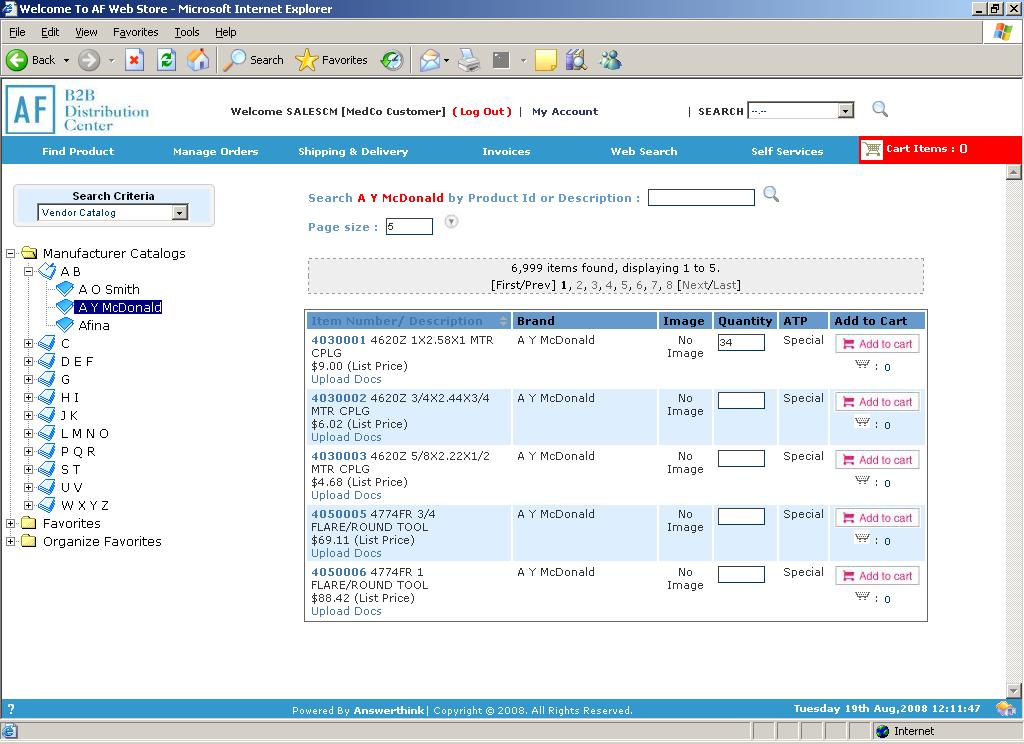 Welcome To AF Web Store - Microsoft Internet Explorer
File Edit View Favorites Tools Help
Back Search Favorites
AF B2B Distribution Center
Welcome SALESCM [MedCo Customer] ( Log Out ) | My Account | SEARCH --.--
Find Product Manage Orders Shipping & Delivery Invoices Web Search Self Services Cart Items : 0
Search Criteria
Vendor Catalog
Manufacturer Catalogs
A B
A O Smith
A Y McDonald
Afina
C
D E F
G
H I
J K
L M N O
P Q R
S T
U V
W X Y Z
Favorites
Organize Favorites
Search A Y McDonald by Product Id or Description :
Page size : 5
6,999 items found, displaying 1 to 5.
[First/Prev] 1, 2, 3, 4, 5, 6, 7, 8 [Next/Last]
Item Number/ Description Brand Image Quantity ATP Add to Cart
4030001 4620Z 1X2.58X1 MTR A Y McDonald No 34 Special Add to cart
CPLG Image
$9.00 (List Price) : 0
Upload Docs
4030002 4620Z 3/4X2.44X3/4 A Y McDonald No Special Add to cart
MTR CPLG Image
$6.02 (List Price) : 0
Upload Docs
4030003 4620Z 5/8X2.22X1/2 A Y McDonald No Special Add to cart
MTR CPLG Image
$4.68 (List Price) : 0
Upload Docs
4050005 4774FR 3/4 A Y McDonald No Special Add to cart
FLARE/ROUND TOOL Image
$69.11 (List Price) : 0
Upload Docs
4050006 4774FR 1 A Y McDonald No Special Add to cart
FLARE/ROUND TOOL Image
$88.42 (List Price) : 0
Upload Docs
? Powered By Answerthink| Copyright © 2008. All Rights Reserved. Tuesday 19th Aug,2008 12:11:47
Internet